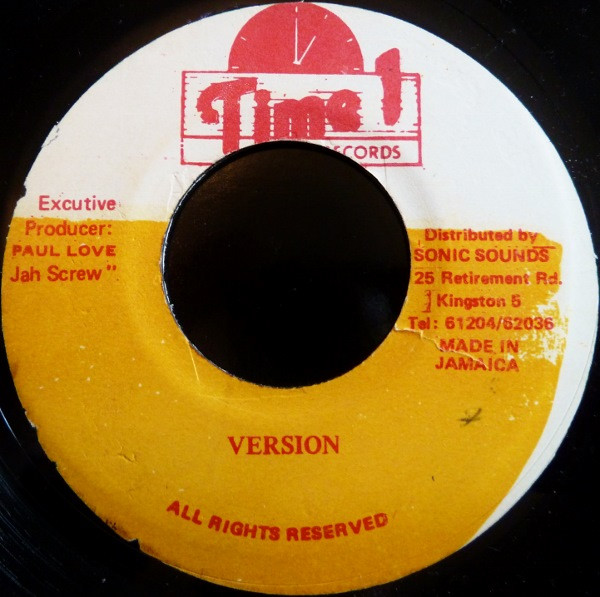 Time 1
RECORDS
Excutive
Producer:
PAUL LOVE
Jah Screw"
Distributed by
SONIC SOUNDS
25 Retirement Rd.
Kingston 5
Tel: 61204/62036
MADE IN
JAMAICA
VERSION
ALL RIGHTS RESERVED